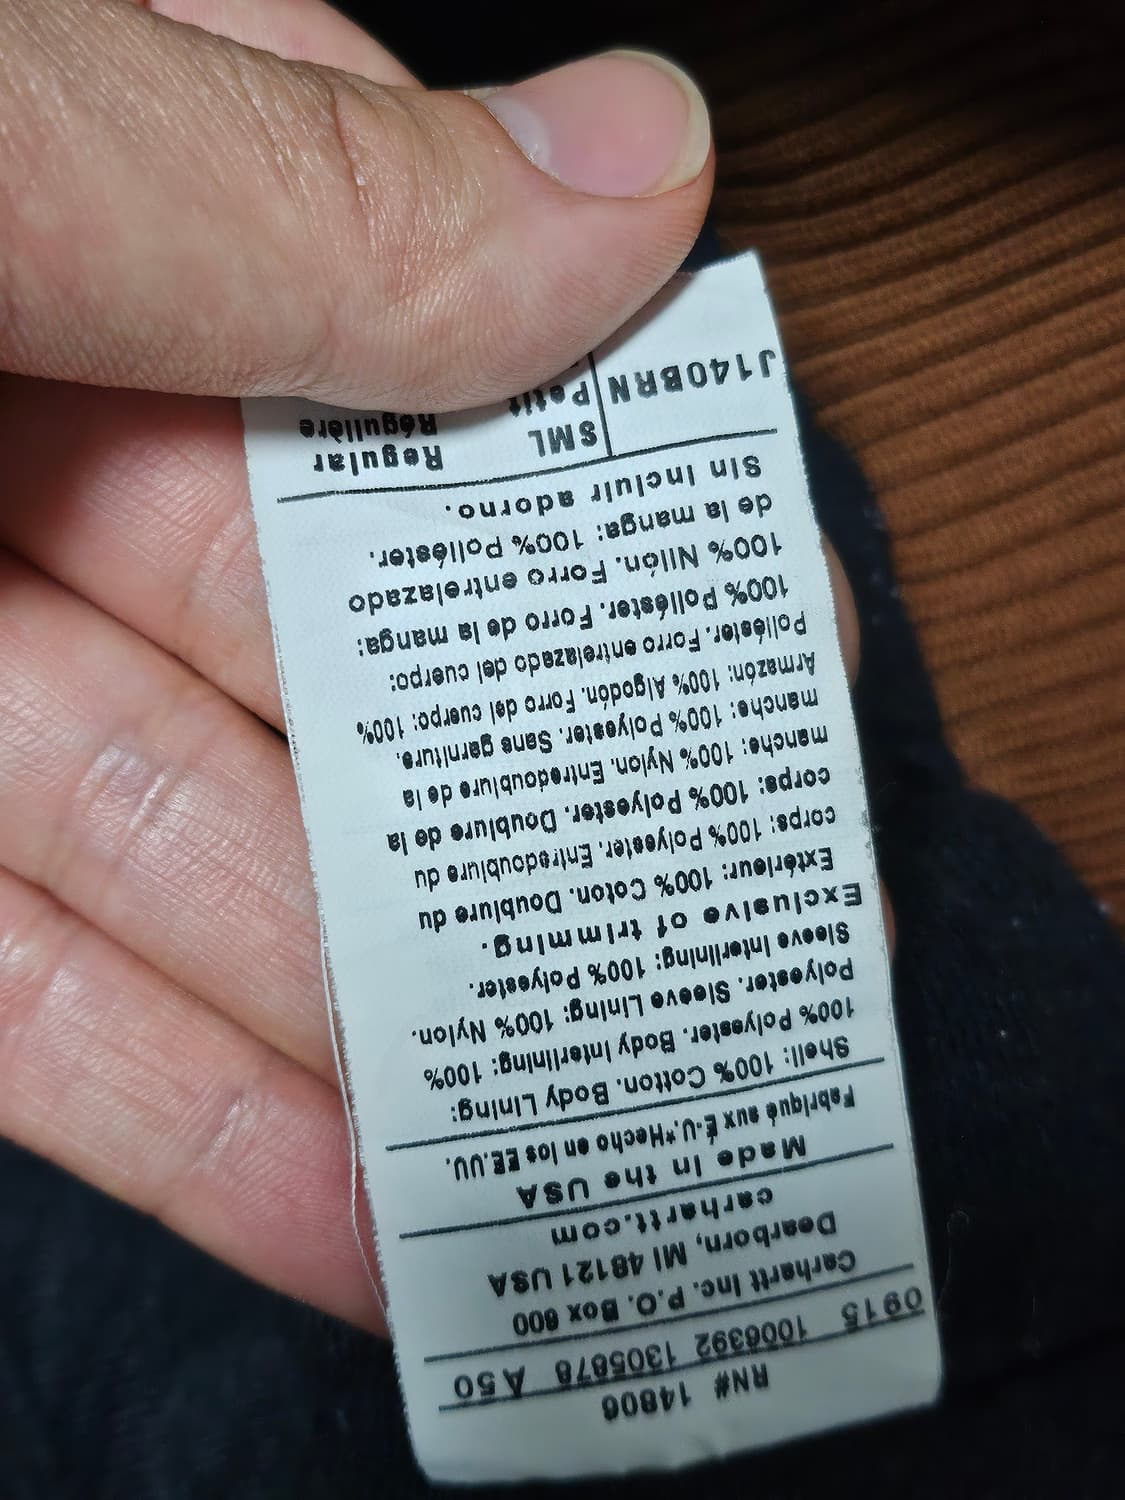 RN# 14806
0915 1006392 1305878 A50
Carhartt Inc. P.O. Box 600
Dearborn, MI 48121 USA
carhartt.com
Made in the USA
Fabriqué aux É-U.*Hecho en los EE.UU.
Shell: 100% Cotton. Body Lining:
100% Polyester. Body Interlining: 100%
Polyester. Sleeve Lining: 100% Nylon.
Sleeve Interlining: 100% Polyester.
Exclusive of trimming.
Extérieur: 100% Coton. Doublure du
corps: 100% Polyester. Entredoublure du
corps: 100% Polyester. Doublure de la
manche: 100% Nylon. Entredoublure de la
manche: 100% Polyester. Sans garniture.
Armazón: 100% Algodón. Forro del cuerpo: 100%
Poliéster. Forro entrelazado del cuerpo:
100% Poliéster. Forro de la manga:
100% Nilón. Forro entrelazado
de la manga: 100% Poliéster.
Sin incluir adorno.
SML Regular
Petit Régulière
J140BRN